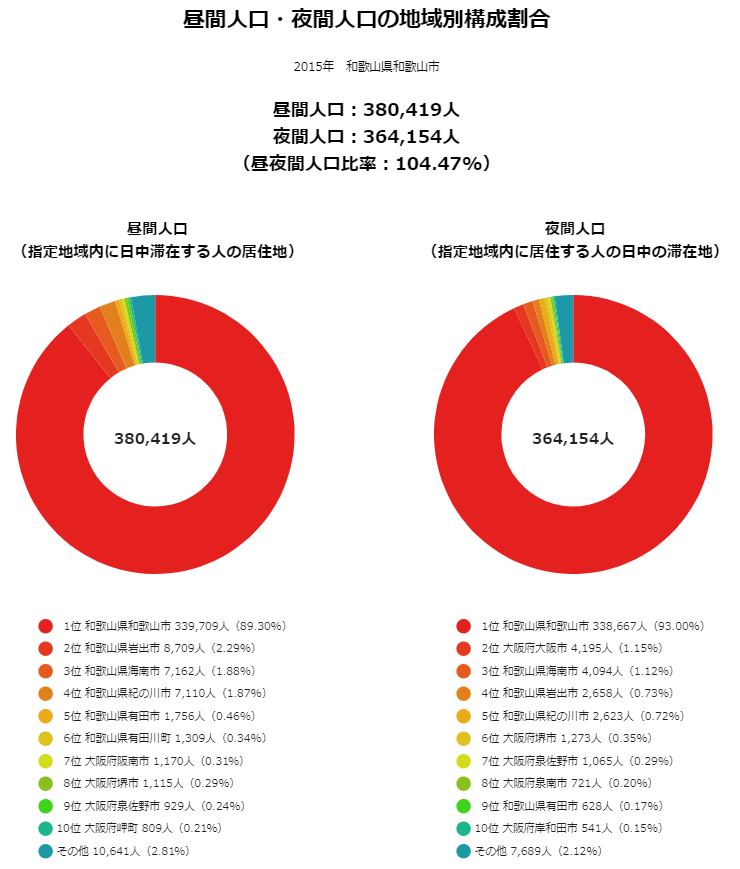 昼間人口・夜間人口の地域別構成割合
2015年　和歌山県和歌山市
昼間人口：380,419人
夜間人口：364,154人
（昼夜間人口比率：104.47%）
昼間人口
（指定地域内に日中滞在する人の居住地）
380,419人
1位 和歌山県和歌山市 339,709人（89.30%）
2位 和歌山県岩出市 8,709人（2.29%）
3位 和歌山県海南市 7,162人（1.88%）
4位 和歌山県紀の川市 7,110人（1.87%）
5位 和歌山県有田市 1,756人（0.46%）
6位 和歌山県有田川町 1,309人（0.34%）
7位 大阪府阪南市 1,170人（0.31%）
8位 大阪府堺市 1,115人（0.29%）
9位 大阪府泉佐野市 929人（0.24%）
10位 大阪府岬町 809人（0.21%）
その他 10,641人（2.81%）
夜間人口
（指定地域内に居住する人の日中の滞在地）
364,154人
1位 和歌山県和歌山市 338,667人（93.00%）
2位 大阪府大阪市 4,195人（1.15%）
3位 和歌山県海南市 4,094人（1.12%）
4位 和歌山県岩出市 2,658人（0.73%）
5位 和歌山県紀の川市 2,623人（0.72%）
6位 大阪府堺市 1,273人（0.35%）
7位 大阪府泉佐野市 1,065人（0.29%）
8位 大阪府泉南市 721人（0.20%）
9位 和歌山県有田市 628人（0.17%）
10位 大阪府岸和田市 541人（0.15%）
その他 7,689人（2.12%）